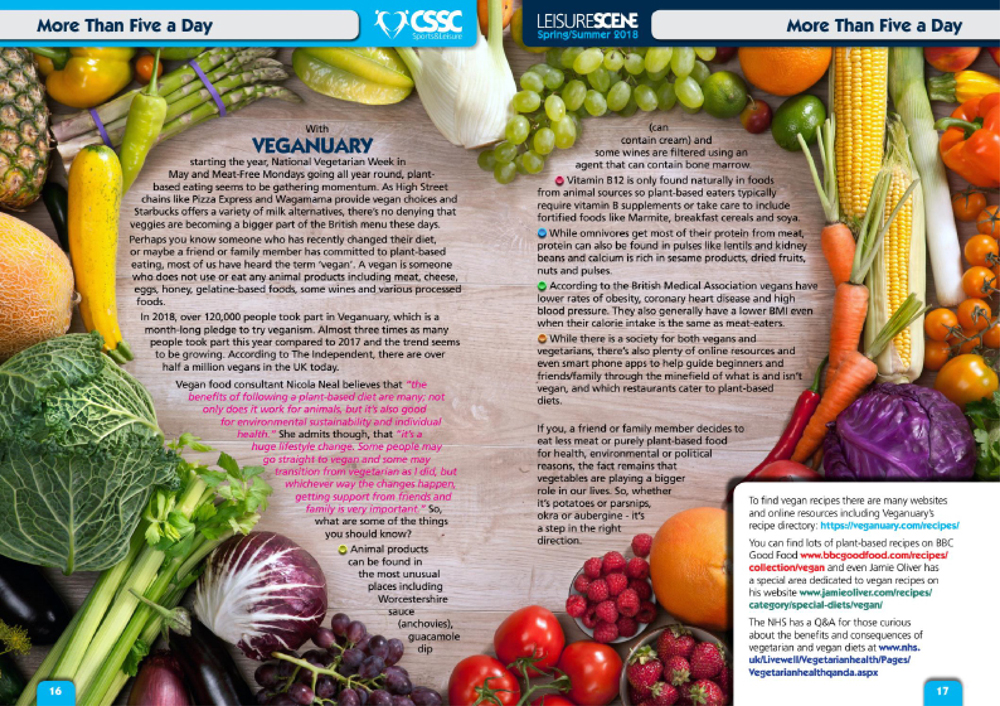 More Than Five a Day
CSSC
Sports&Leisure
LEISURESCENE
Spring/Summer 2018
More Than Five a Day
With
VEGANUARY
starting the year, National Vegetarian Week in
May and Meat-Free Mondays going all year round, plant-
based eating seems to be gathering momentum. As High Street
chains like Pizza Express and Wagamama provide vegan choices and
Starbucks offers a variety of milk alternatives, there's no denying that
veggies are becoming a bigger part of the British menu these days.
Perhaps you know someone who has recently changed their diet,
or maybe a friend or family member has committed to plant-based
eating, most of us have heard the term 'vegan'. A vegan is someone
who does not use or eat any animal products including meat, cheese,
eggs, honey, gelatine-based foods, some wines and various processed
foods.
In 2018, over 120,000 people took part in Veganuary, which is a
month-long pledge to try veganism. Almost three times as many
people took part this year compared to 2017 and the trend seems
to be growing. According to The Independent, there are over
half a million vegans in the UK today.
Vegan food consultant Nicola Neal believes that "the
benefits of following a plant-based diet are many; not
only does it work for animals, but it's also good
for environmental sustainability and individual
health." She admits though, that "it's a
huge lifestyle change. Some people may
go straight to vegan and some may
transition from vegetarian as I did, but
whichever way the changes happen,
getting support from friends and
family is very important." So,
what are some of the things
you should know?
Animal products
can be found in
the most unusual
places including
Worcestershire
sauce
(anchovies),
guacamole
dip
(can
contain cream) and
some wines are filtered using an
agent that can contain bone marrow.
Vitamin B12 is only found naturally in foods
from animal sources so plant-based eaters typically
require vitamin B supplements or take care to include
fortified foods like Marmite, breakfast cereals and soya.
While omnivores get most of their protein from meat,
protein can also be found in pulses like lentils and kidney
beans and calcium is rich in sesame products, dried fruits,
nuts and pulses.
According to the British Medical Association vegans have
lower rates of obesity, coronary heart disease and high
blood pressure. They also generally have a lower BMI even
when their calorie intake is the same as meat-eaters.
While there is a society for both vegans and
vegetarians, there's also plenty of online resources and
even smart phone apps to help guide beginners and
friends/family through the minefield of what is and isn't
vegan, and which restaurants cater to plant-based
diets.
If you, a friend or family member decides to
eat less meat or purely plant-based food
for health, environmental or political
reasons, the fact remains that
vegetables are playing a bigger
role in our lives. So, whether
it's potatoes or parsnips,
okra or aubergine - it's
a step in the right
direction.
To find vegan recipes there are many websites
and online resources including Veganuary's
recipe directory: https://veganuary.com/recipes/
You can find lots of plant-based recipes on BBC
Good Food www.bbcgoodfood.com/recipes/
collection/vegan and even Jamie Oliver has
a special area dedicated to vegan recipes on
his website www.jamieoliver.com/recipes/
category/special-diets/vegan/
The NHS has a Q&A for those curious
about the benefits and consequences of
vegetarian and vegan diets at www.nhs.
uk/Livewell/Vegetarianhealth/Pages/
Vegetarianhealthqanda.aspx
16
17